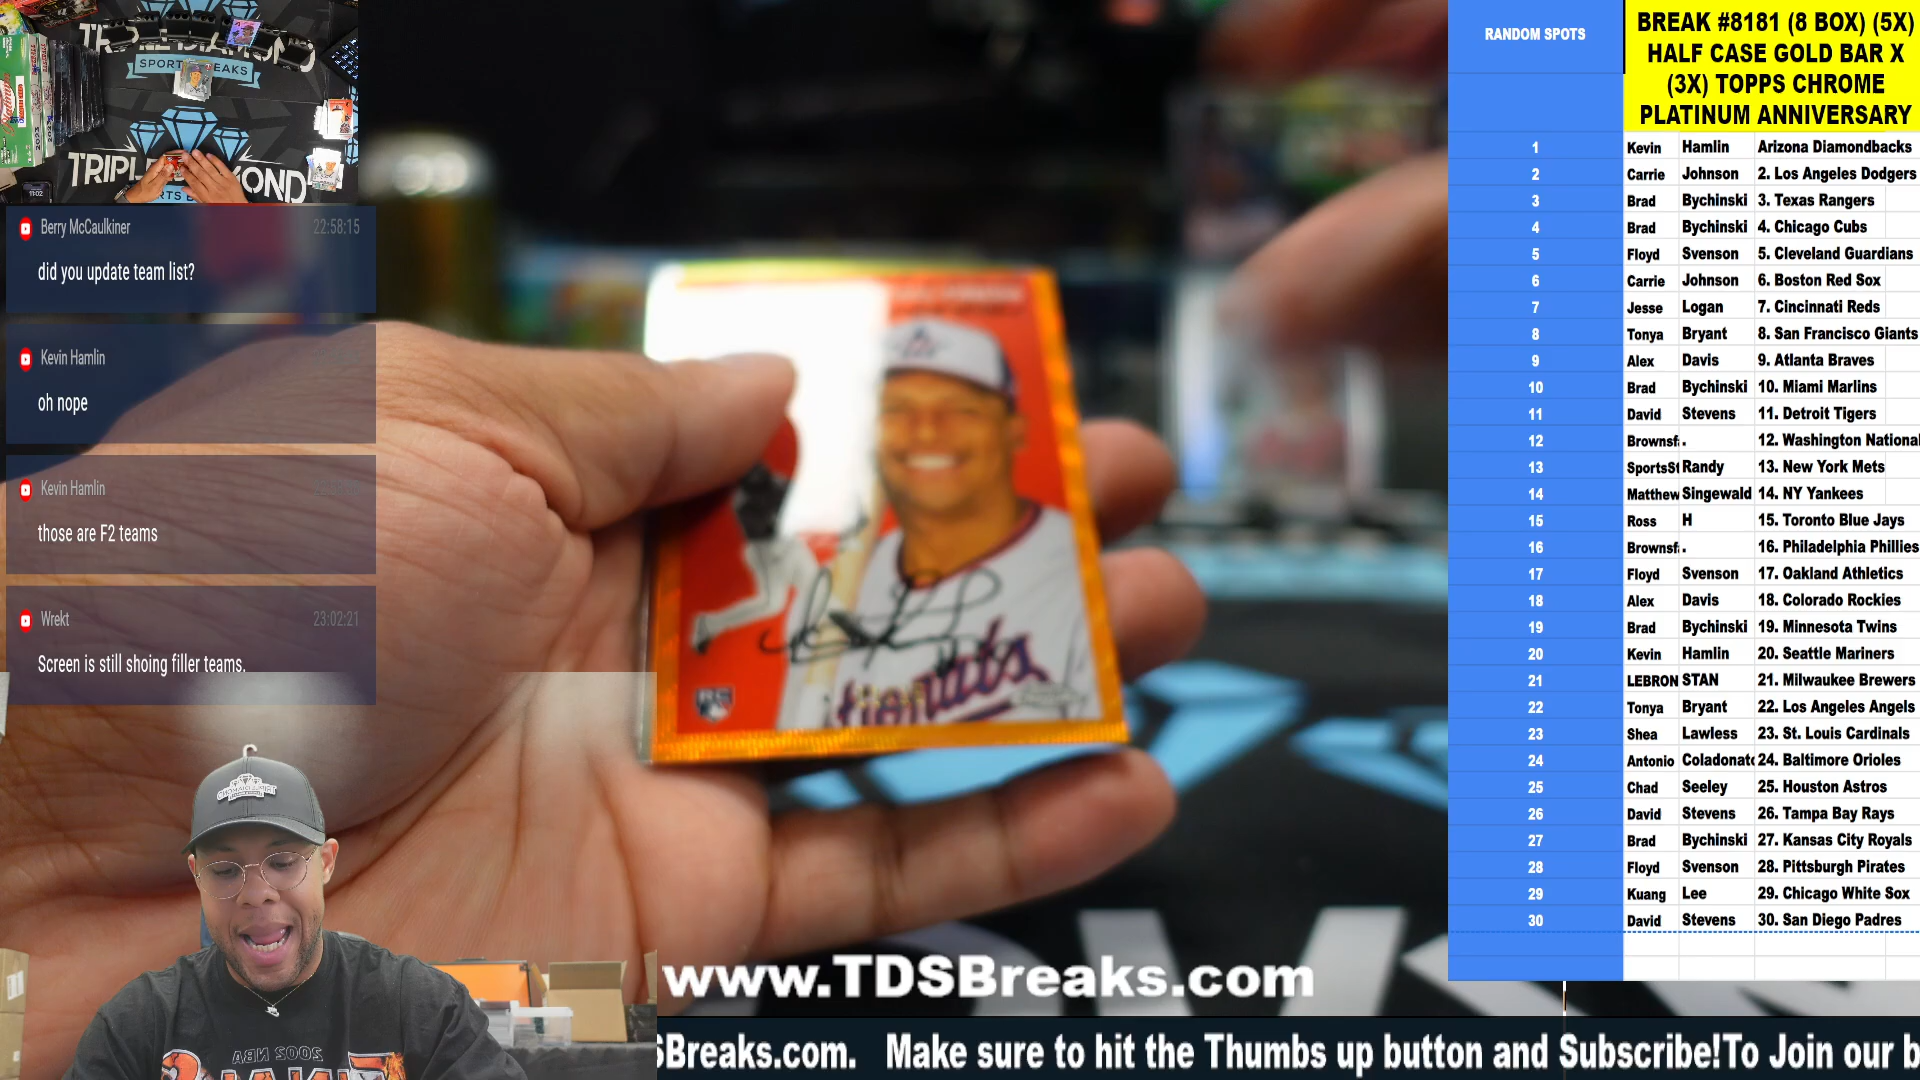 TRIPLE DIAMOND
SPORTS BREAKS
Berry McCaulkiner 22:58:15
did you update team list?
Kevin Hamlin
oh nope
Kevin Hamlin
those are F2 teams
Wrekt 23:02:21
Screen is still shoing filler teams.
2002 NBA
www.TDSBreaks.com
SBreaks.com. Make sure to hit the Thumbs up button and Subscribe!To Join our b
RANDOM SPOTS
BREAK #8181 (8 BOX) (5X)
HALF CASE GOLD BAR X
(3X) TOPPS CHROME
PLATINUM ANNIVERSARY
1 Kevin Hamlin Arizona Diamondbacks
2 Carrie Johnson 2. Los Angeles Dodgers
3 Brad Bychinski 3. Texas Rangers
4 Brad Bychinski 4. Chicago Cubs
5 Floyd Svenson 5. Cleveland Guardians
6 Carrie Johnson 6. Boston Red Sox
7 Jesse Logan 7. Cincinnati Reds
8 Tonya Bryant 8. San Francisco Giants
9 Alex Davis 9. Atlanta Braves
10 Brad Bychinski 10. Miami Marlins
11 David Stevens 11. Detroit Tigers
12 Brownsf . 12. Washington National
13 SportsSt Randy 13. New York Mets
14 Matthew Singewald 14. NY Yankees
15 Ross H 15. Toronto Blue Jays
16 Brownsf . 16. Philadelphia Phillies
17 Floyd Svenson 17. Oakland Athletics
18 Alex Davis 18. Colorado Rockies
19 Brad Bychinski 19. Minnesota Twins
20 Kevin Hamlin 20. Seattle Mariners
21 LEBRON STAN 21. Milwaukee Brewers
22 Tonya Bryant 22. Los Angeles Angels
23 Shea Lawless 23. St. Louis Cardinals
24 Antonio Coladonato 24. Baltimore Orioles
25 Chad Seeley 25. Houston Astros
26 David Stevens 26. Tampa Bay Rays
27 Brad Bychinski 27. Kansas City Royals
28 Floyd Svenson 28. Pittsburgh Pirates
29 Kuang Lee 29. Chicago White Sox
30 David Stevens 30. San Diego Padres